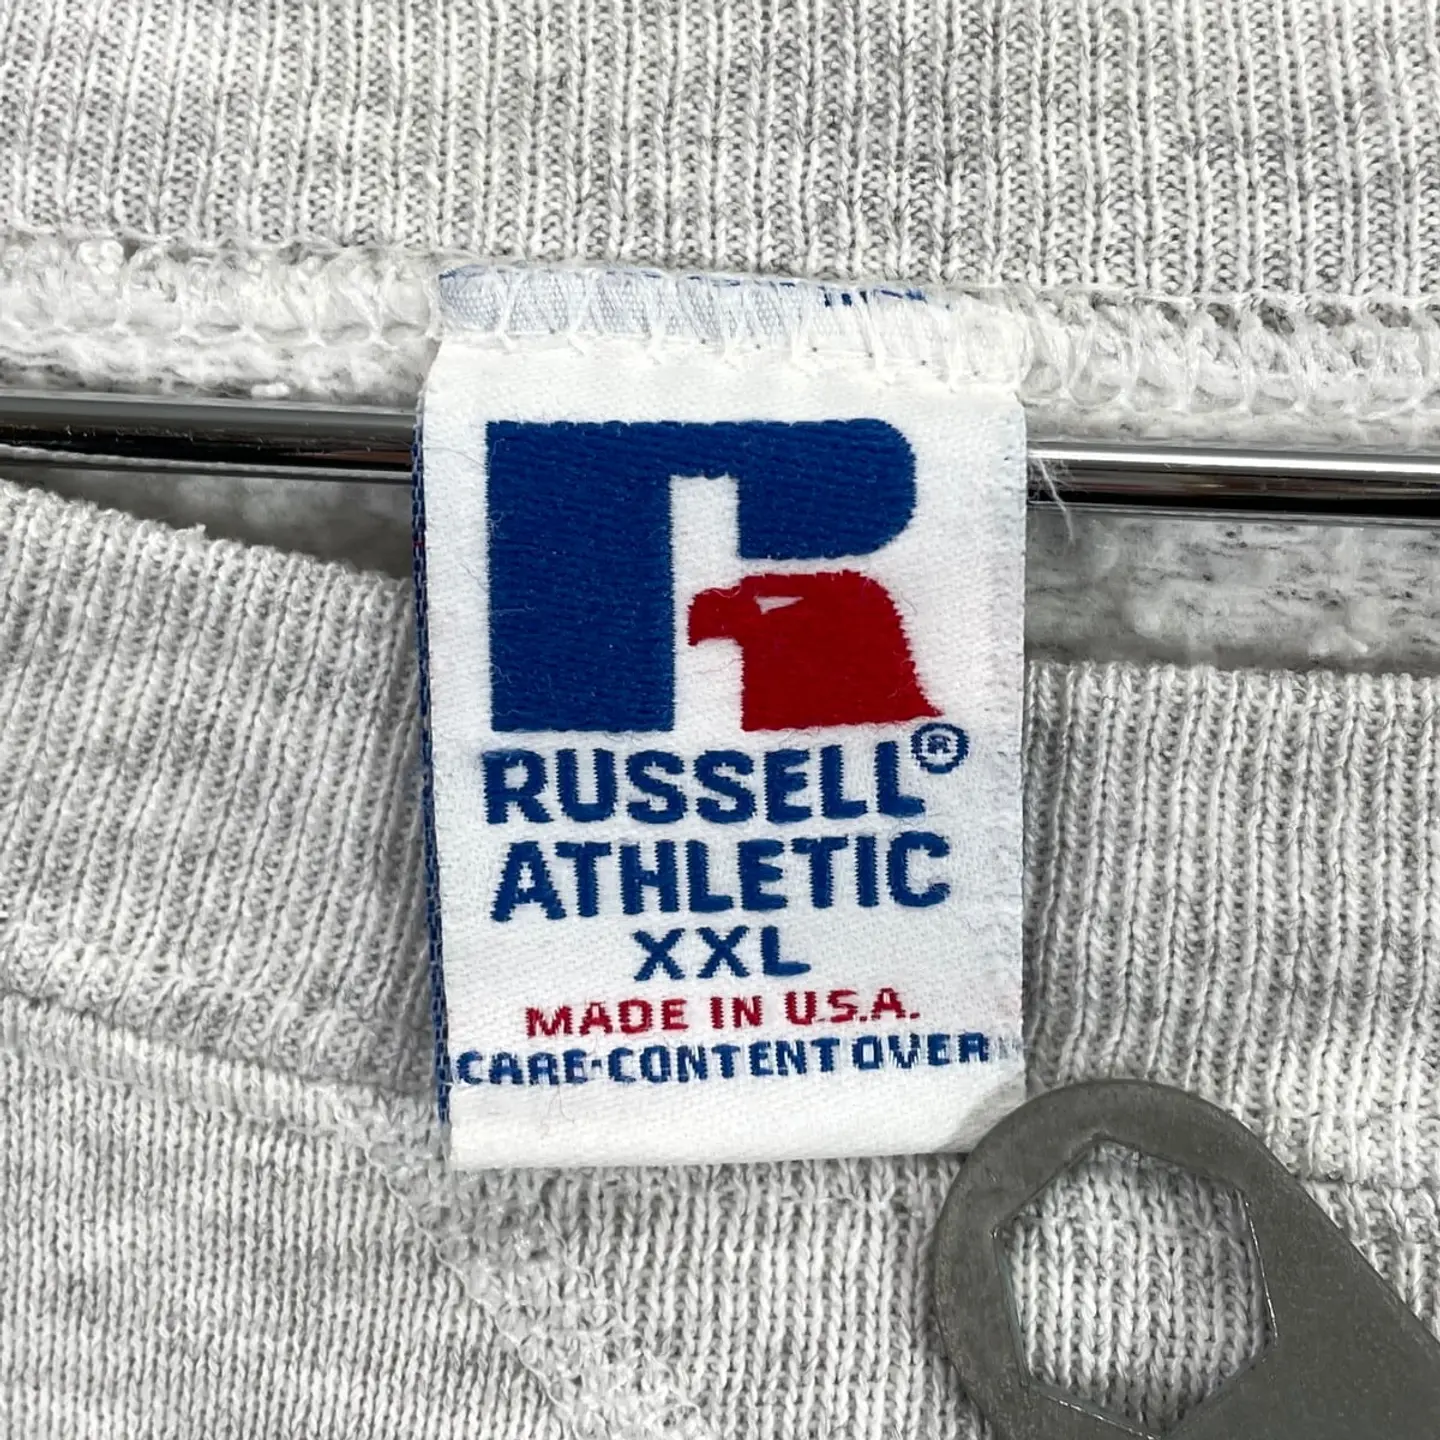 RUSSELL®
ATHLETIC
XXL
MADE IN U.S.A.
CARE-CONTENT OVER